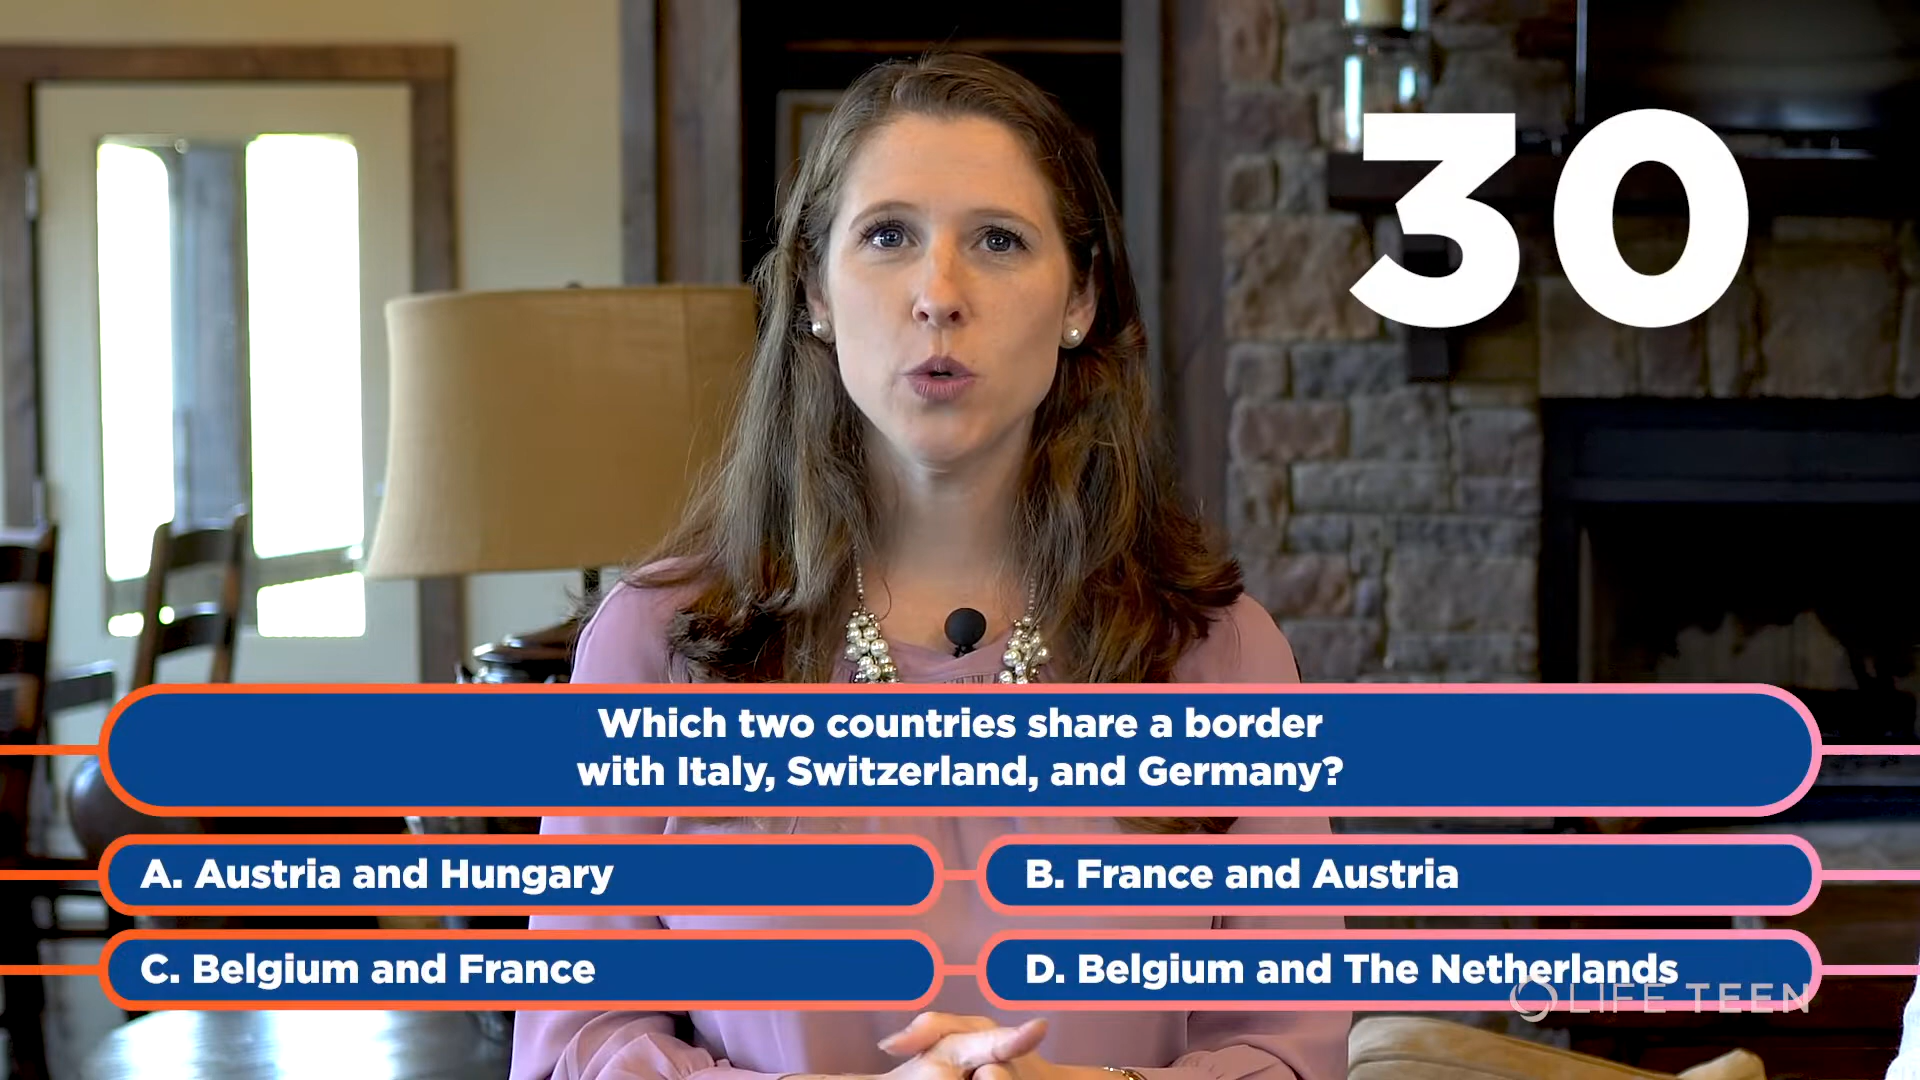 30
Which two countries share a border
with Italy, Switzerland, and Germany?
A. Austria and Hungary
B. France and Austria
C. Belgium and France
D. Belgium and The Netherlands
LIFE TEEN